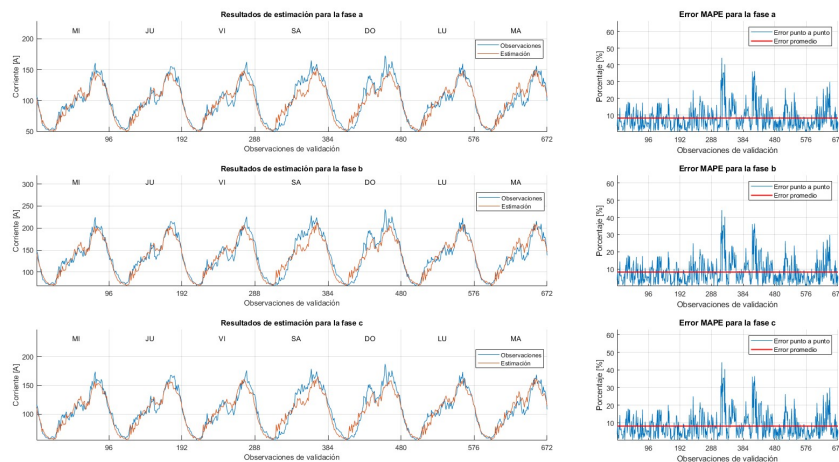 Resultados de estimación para la fase a
MI JU VI SA DO LU MA
Observaciones
Estimación
Corriente [A]
200
150
100
50
96 192 288 384 480 576 672
Observaciones de validación
Error MAPE para la fase a
Error punto a punto
Error promedio
Porcentaje [%]
60
50
40
30
20
10
96 192 288 384 480 576 67
Observaciones de validación
Resultados de estimación para la fase b
MI JU VI SA DO LU MA
Observaciones
Estimación
Corriente [A]
300
250
200
150
100
96 192 288 384 480 576 672
Observaciones de validación
Error MAPE para la fase b
Error punto a punto
Error promedio
Porcentaje [%]
60
50
40
30
20
10
96 192 288 384 480 576 67
Observaciones de validación
Resultados de estimación para la fase c
MI JU VI SA DO LU MA
Observaciones
Estimación
Corriente [A]
200
150
100
96 192 288 384 480 576 672
Observaciones de validación
Error MAPE para la fase c
Error punto a punto
Error promedio
Porcentaje [%]
60
50
40
30
20
10
96 192 288 384 480 576 67
Observaciones de validación